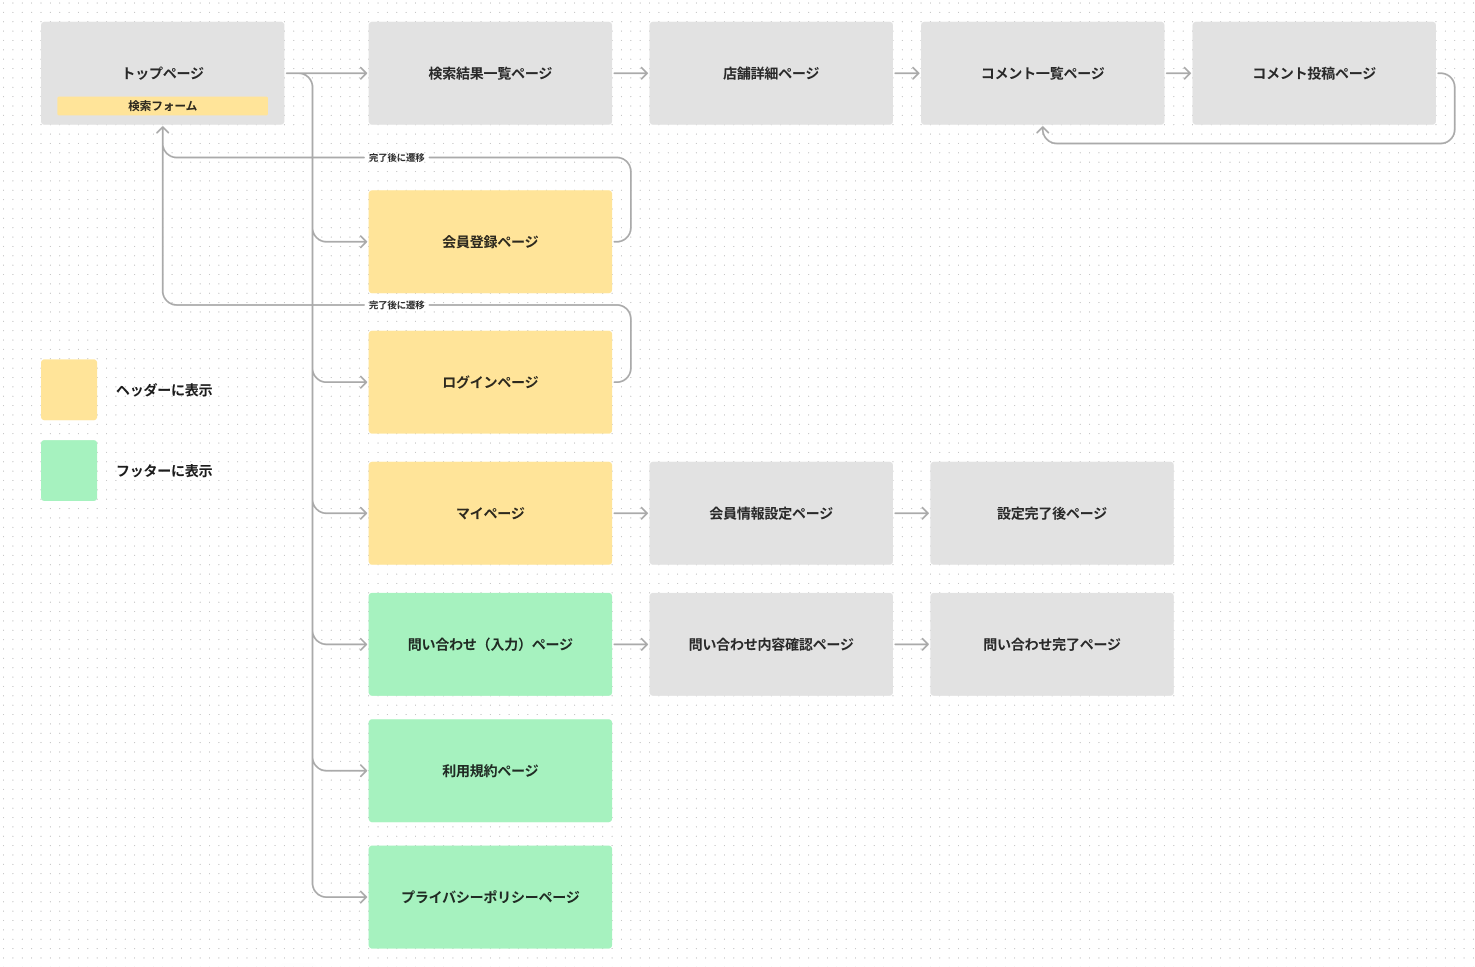 トップページ
検索フォーム
検索結果一覧ページ
店舗詳細ページ
コメント一覧ページ
コメント投稿ページ
完了後に遷移
会員登録ページ
完了後に遷移
ログインページ
ヘッダーに表示
フッターに表示
マイページ
会員情報設定ページ
設定完了後ページ
問い合わせ（入力）ページ
問い合わせ内容確認ページ
問い合わせ完了ページ
利用規約ページ
プライバシーポリシーページ